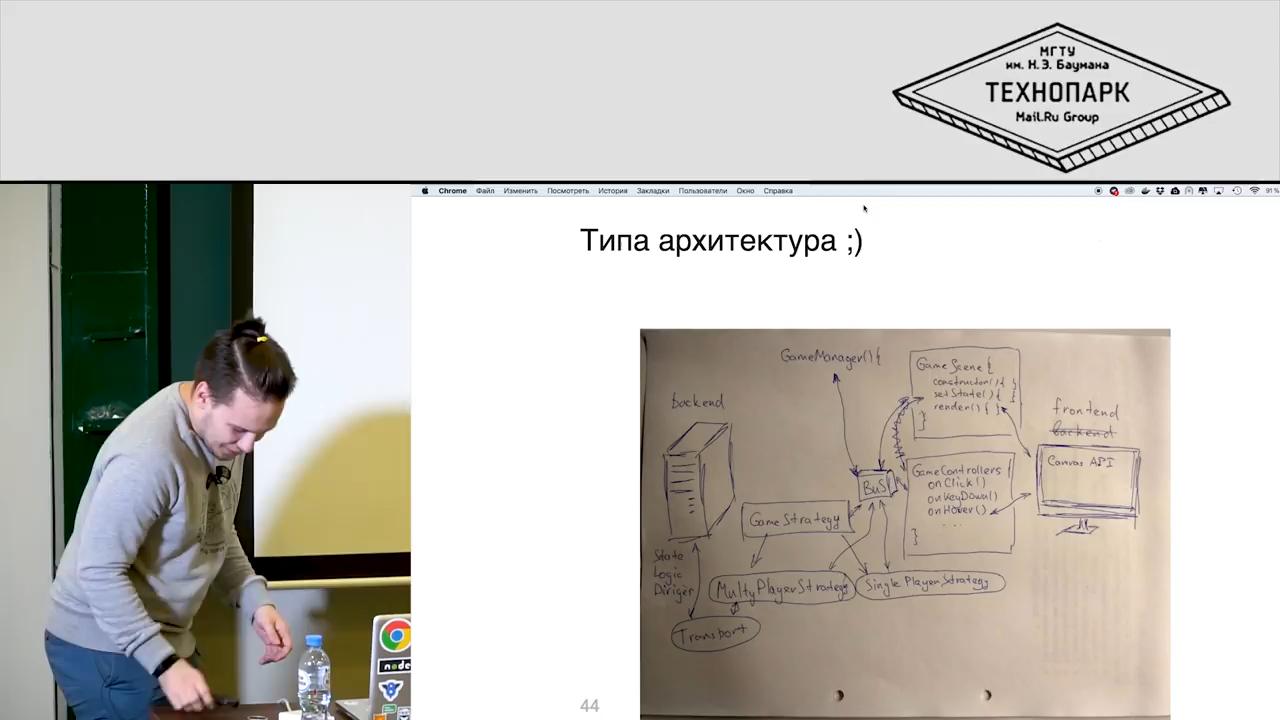 МГТУ
им. Н.Э. Баумана
ТЕХНОПАРК
Mail.Ru Group
Chrome Файл Изменить Посмотреть История Закладки Пользователи Окно Справка
91 %
Типа архитектура ;)
GameManager() {
GameScene {
constructor() { }
setState() { }
render() { }
}
backend
frontend
backend
Canvas API
BUS
GameControllers {
onClick()
onKeyDown()
onHover()
...
}
GameStrategy
State
Logic
Diriger
MultyPlayerStrategy
SinglePlayerStrategy
Transport
44
node